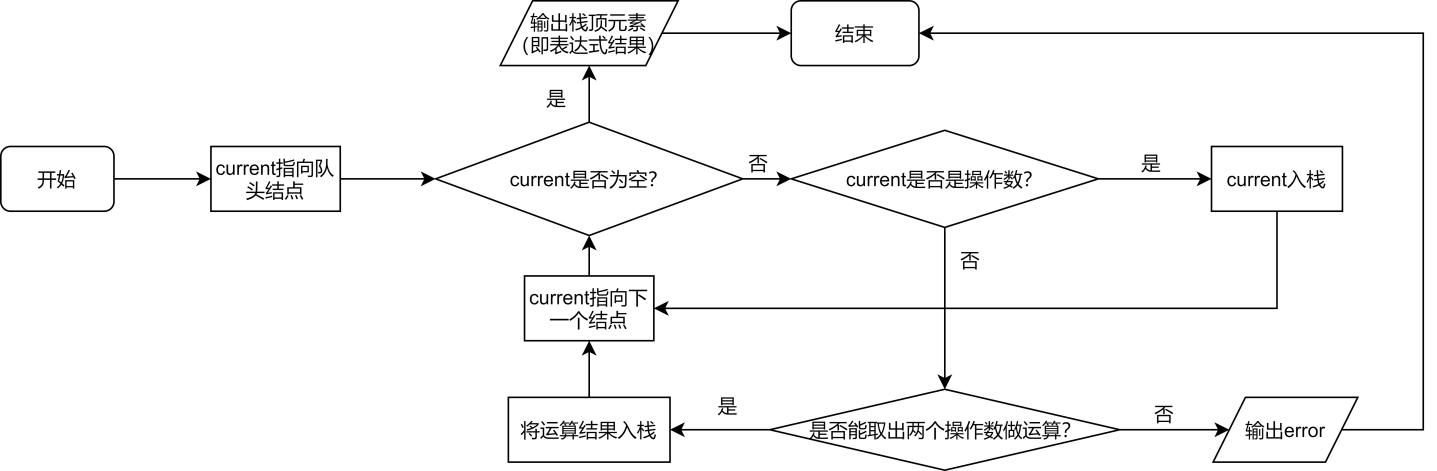 输出栈顶元素
（即表达式结果）
结束
是
开始
current指向队
头结点
current是否为空？
否
current是否是操作数？
是
current入栈
否
current指向下
一个结点
将运算结果入栈
是
是否能取出两个操作数做运算？
否
输出error